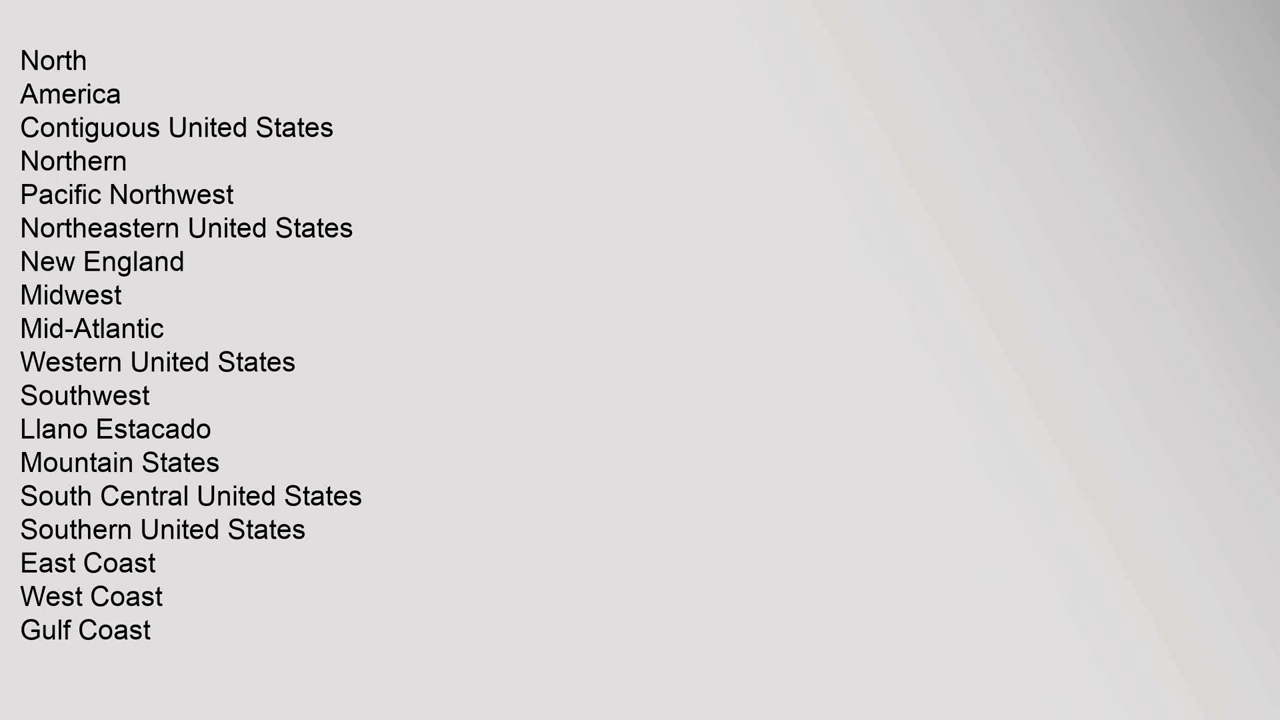 North
America
Contiguous United States
Northern
Pacific Northwest
Northeastern United States
New England
Midwest
Mid-Atlantic
Western United States
Southwest
Llano Estacado
Mountain States
South Central United States
Southern United States
East Coast
West Coast
Gulf Coast